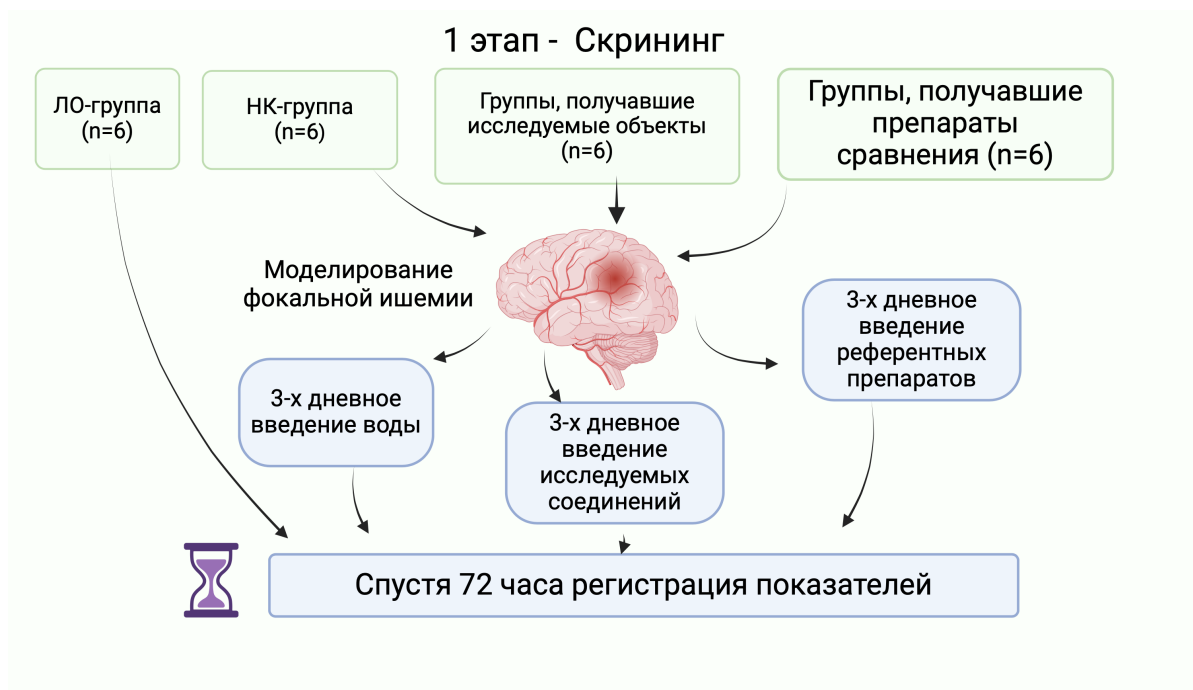 1 этап - Скрининг
ЛО-группа
(n=6)
НК-группа
(n=6)
Группы, получавшие
исследуемые объекты
(n=6)
Группы, получавшие
препараты
сравнения (n=6)
Моделирование
фокальной ишемии
3-х дневное
введение воды
3-х дневное
введение
исследуемых
соединений
3-х дневное
введение
референтных
препаратов
Спустя 72 часа регистрация показателей